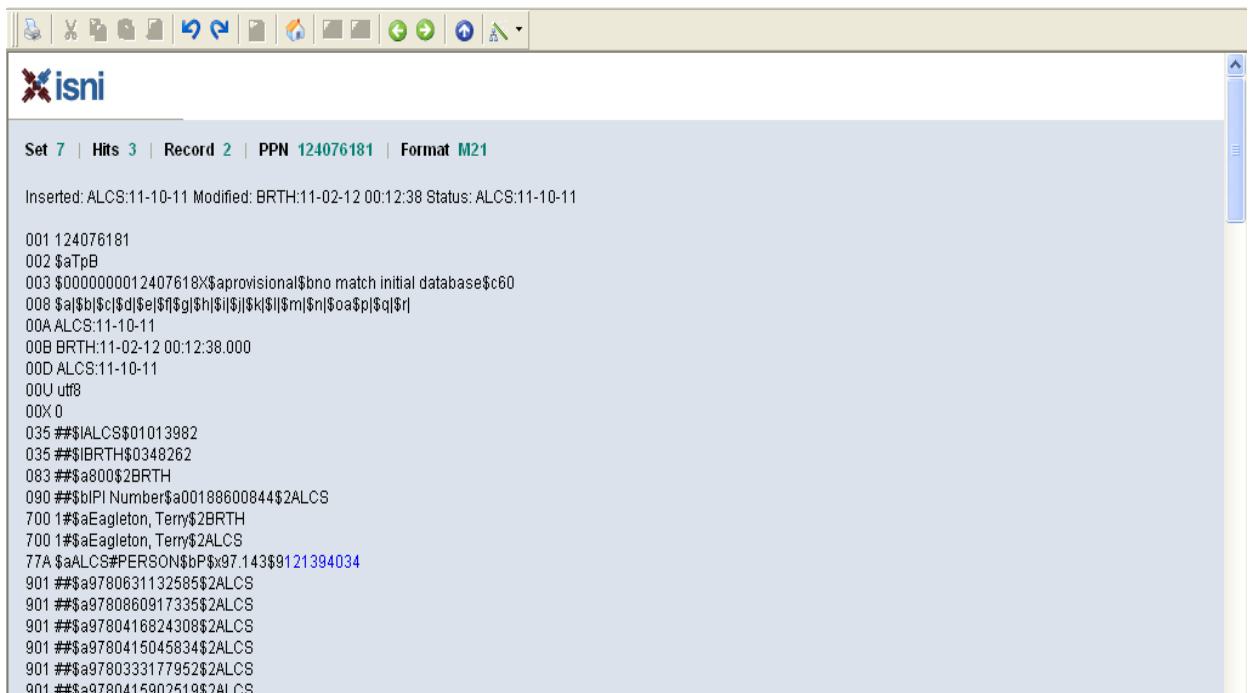 isni
Set 7 | Hits 3 | Record 2 | PPN 124076181 | Format M21
Inserted: ALCS:11-10-11 Modified: BRTH:11-02-12 00:12:38 Status: ALCS:11-10-11
001 124076181
002 $aTpB
003 $0000000012407618X$aprovisional$bno match initial database$c60
008 $a|$b|$c|$d|$e|$f|$g|$h|$i|$j|$k|$l|$m|$n|$oa$p|$q|$r|
00A ALCS:11-10-11
00B BRTH:11-02-12 00:12:38.000
00D ALCS:11-10-11
00U utf8
00X 0
035 ##$IALCS$01013982
035 ##$IBRTH$0348262
083 ##$a800$2BRTH
090 ##$bIPI Number$a00188600844$2ALCS
700 1#$aEagleton, Terry$2BRTH
700 1#$aEagleton, Terry$2ALCS
77A $aALCS#PERSON$bP$x97.143$9121394034
901 ##$a9780631132585$2ALCS
901 ##$a9780860917335$2ALCS
901 ##$a9780416824308$2ALCS
901 ##$a9780415045834$2ALCS
901 ##$a9780333177952$2ALCS
901 ##$a9780415902519$2ALCS